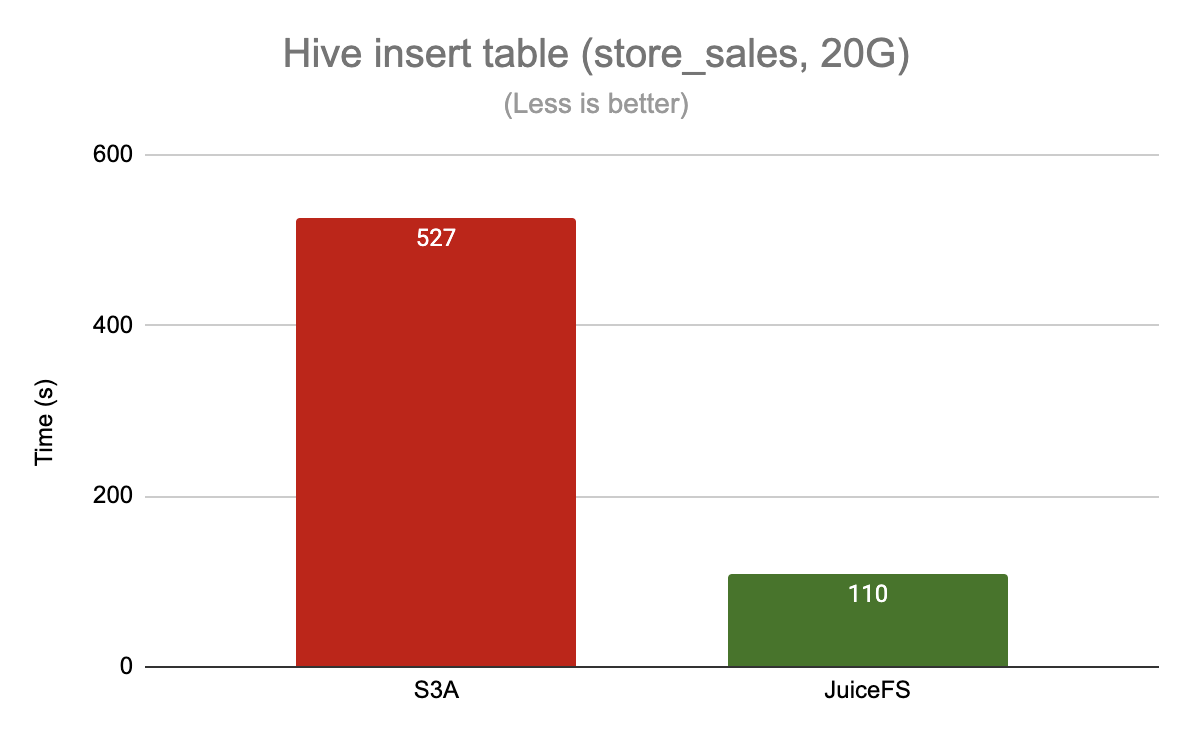 Hive insert table (store_sales, 20G)
(Less is better)
600
400
200
0
Time (s)
527
110
S3A
JuiceFS